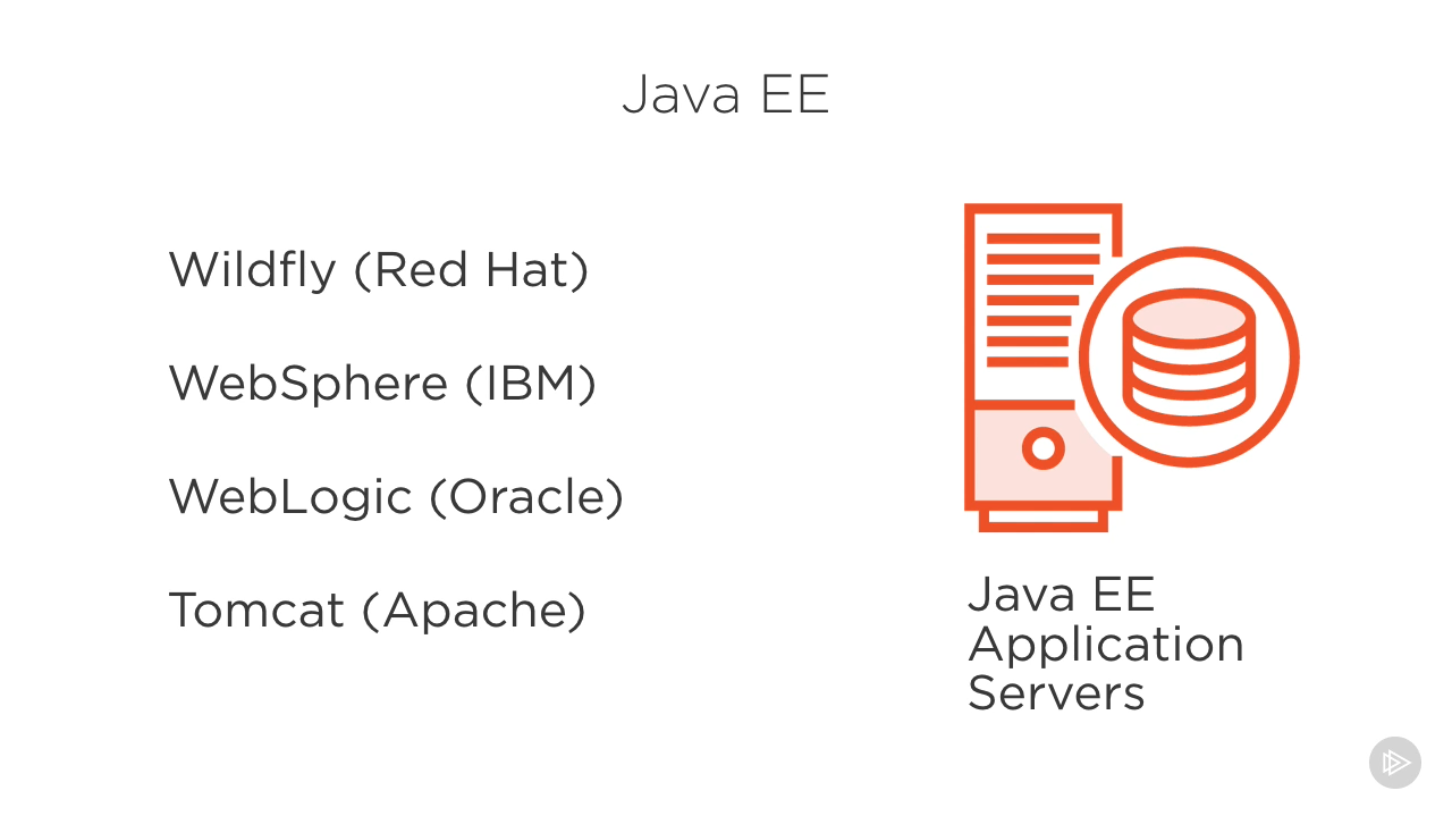 Java EE
Wildfly (Red Hat)
WebSphere (IBM)
WebLogic (Oracle)
Tomcat (Apache)
Java EE
Application
Servers